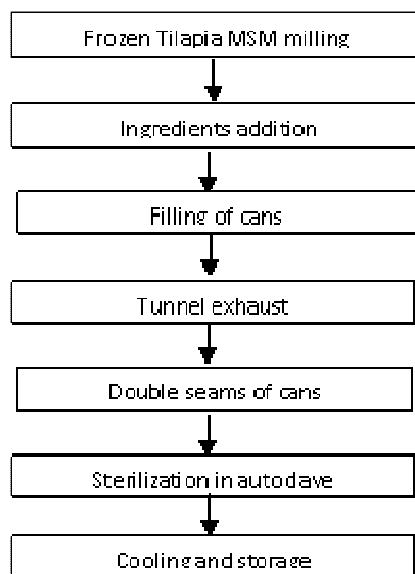 Frozen Tilapia MSM milling
Ingredients addition
Filling of cans
Tunnel exhaust
Double seams of cans
Sterilization in autoclave
Cooling and storage